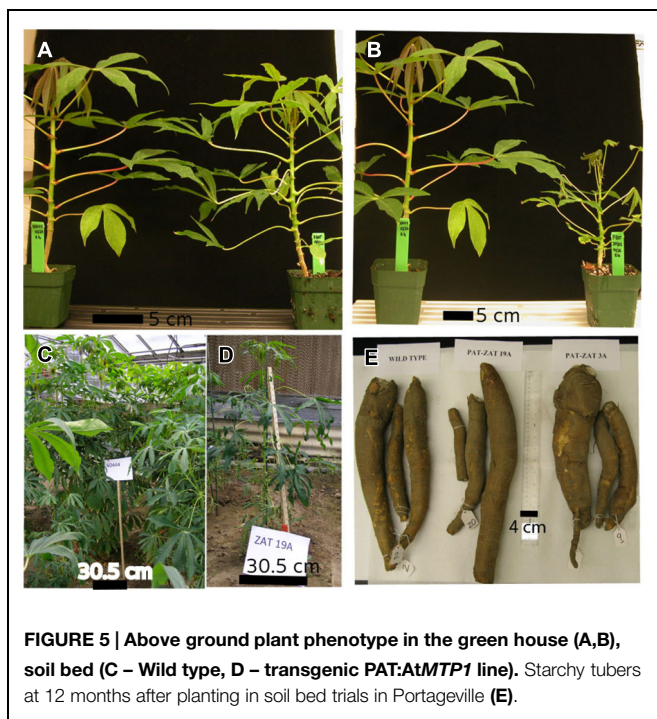 A
B
5 cm
5 cm
C
D
E
WILD TYPE
PAT-ZAT 19A
PAT-ZAT 3A
ZAT 19A
30.5 cm
30.5 cm
4 cm
FIGURE 5 | Above ground plant phenotype in the green house (A,B),
soil bed (C – Wild type, D – transgenic PAT:AtMTP1 line). Starchy tubers
at 12 months after planting in soil bed trials in Portageville (E).